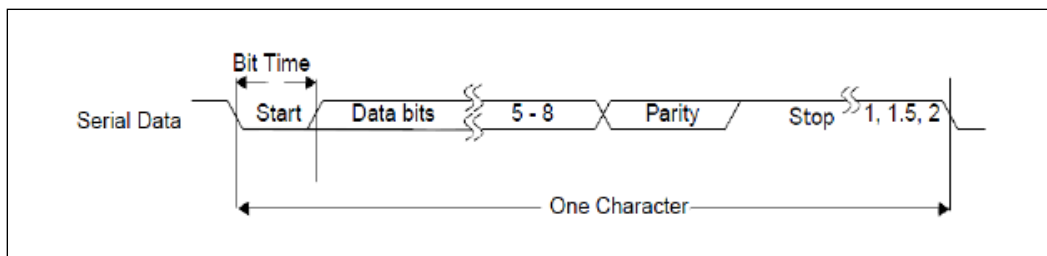 Bit Time
Serial Data Start Data bits 5 - 8 Parity Stop 1, 1.5, 2
One Character